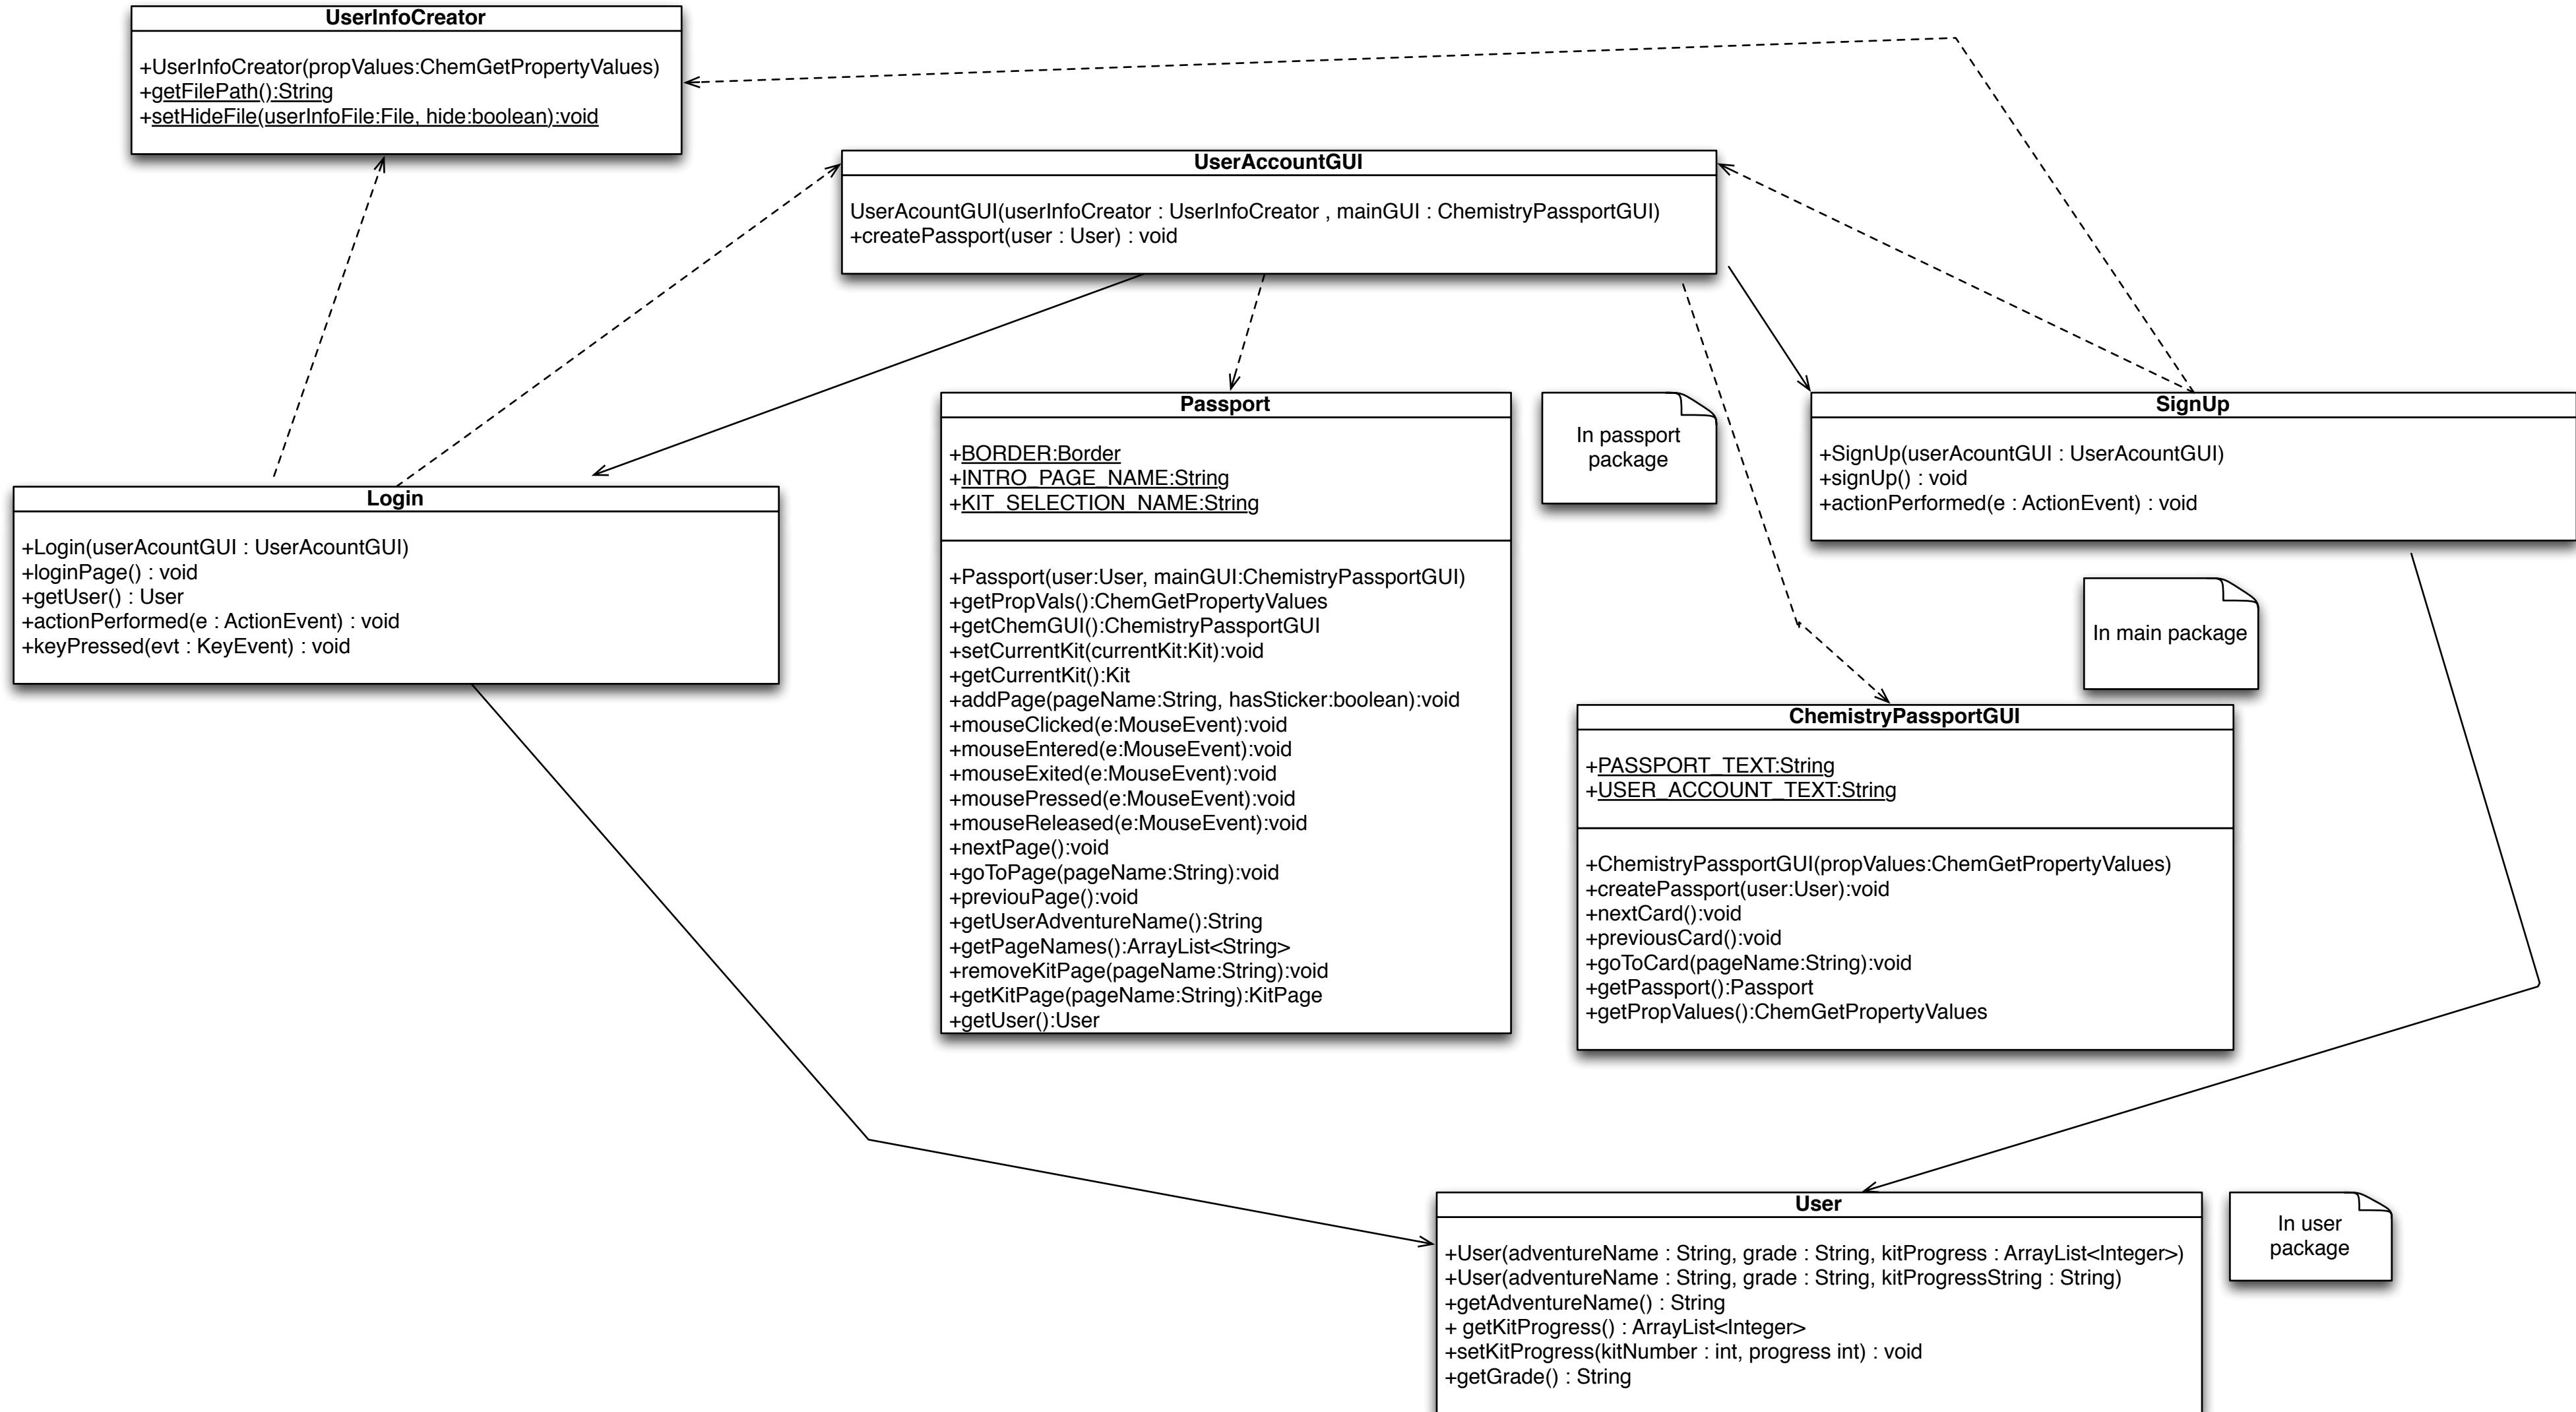 UserInfoCreator
+UserInfoCreator(propValues:ChemGetPropertyValues)
+getFilePath():String
+setHideFile(userInfoFile:File, hide:boolean):void
UserAccountGUI
UserAcountGUI(userInfoCreator : UserInfoCreator , mainGUI : ChemistryPassportGUI)
+createPassport(user : User) : void
Login
+Login(userAcountGUI : UserAcountGUI)
+loginPage() : void
+getUser() : User
+actionPerformed(e : ActionEvent) : void
+keyPressed(evt : KeyEvent) : void
Passport
+BORDER:Border
+INTRO_PAGE_NAME:String
+KIT_SELECTION_NAME:String
+Passport(user:User, mainGUI:ChemistryPassportGUI)
+getPropVals():ChemGetPropertyValues
+getChemGUI():ChemistryPassportGUI
+setCurrentKit(currentKit:Kit):void
+getCurrentKit():Kit
+addPage(pageName:String, hasSticker:boolean):void
+mouseClicked(e:MouseEvent):void
+mouseEntered(e:MouseEvent):void
+mouseExited(e:MouseEvent):void
+mousePressed(e:MouseEvent):void
+mouseReleased(e:MouseEvent):void
+nextPage():void
+goToPage(pageName:String):void
+previouPage():void
+getUserAdventureName():String
+getPageNames():ArrayList<String>
+removeKitPage(pageName:String):void
+getKitPage(pageName:String):KitPage
+getUser():User
In passport
package
SignUp
+SignUp(userAcountGUI : UserAcountGUI)
+signUp() : void
+actionPerformed(e : ActionEvent) : void
In main package
ChemistryPassportGUI
+PASSPORT_TEXT:String
+USER_ACCOUNT_TEXT:String
+ChemistryPassportGUI(propValues:ChemGetPropertyValues)
+createPassport(user:User):void
+nextCard():void
+previousCard():void
+goToCard(pageName:String):void
+getPassport():Passport
+getPropValues():ChemGetPropertyValues
User
+User(adventureName : String, grade : String, kitProgress : ArrayList<Integer>)
+User(adventureName : String, grade : String, kitProgressString : String)
+getAdventureName() : String
+ getKitProgress() : ArrayList<Integer>
+setKitProgress(kitNumber : int, progress int) : void
+getGrade() : String
In user
package